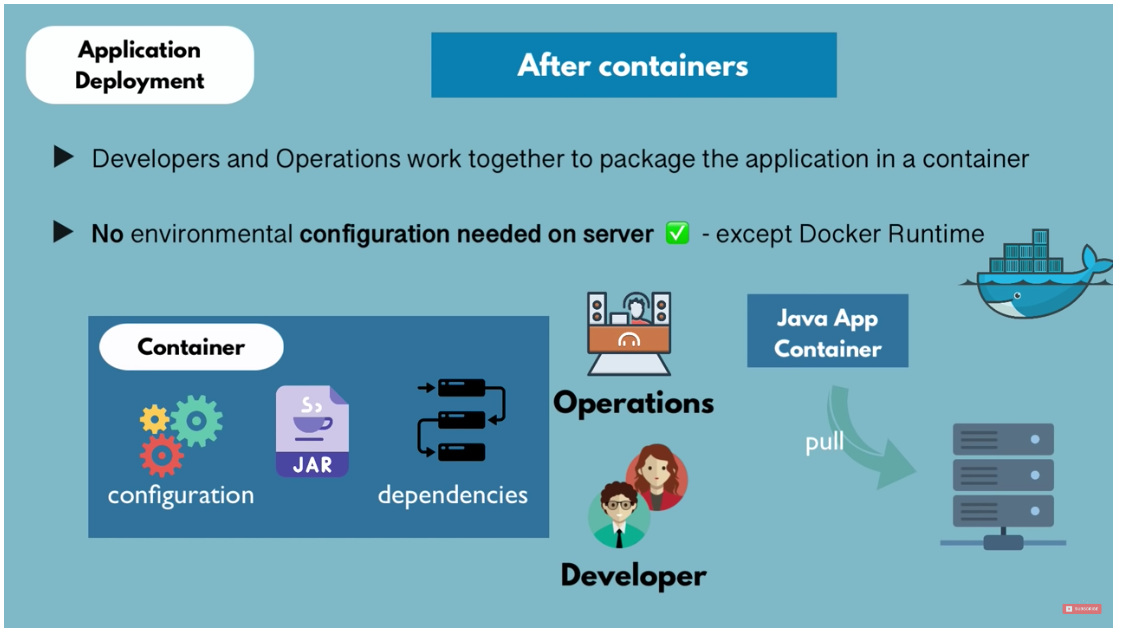 Application
Deployment
After containers
▶ Developers and Operations work together to package the application in a container
▶ No environmental configuration needed on server ✅ - except Docker Runtime
Container
JAR
configuration
dependencies
Operations
Developer
Java App
Container
pull
SUBSCRIBE